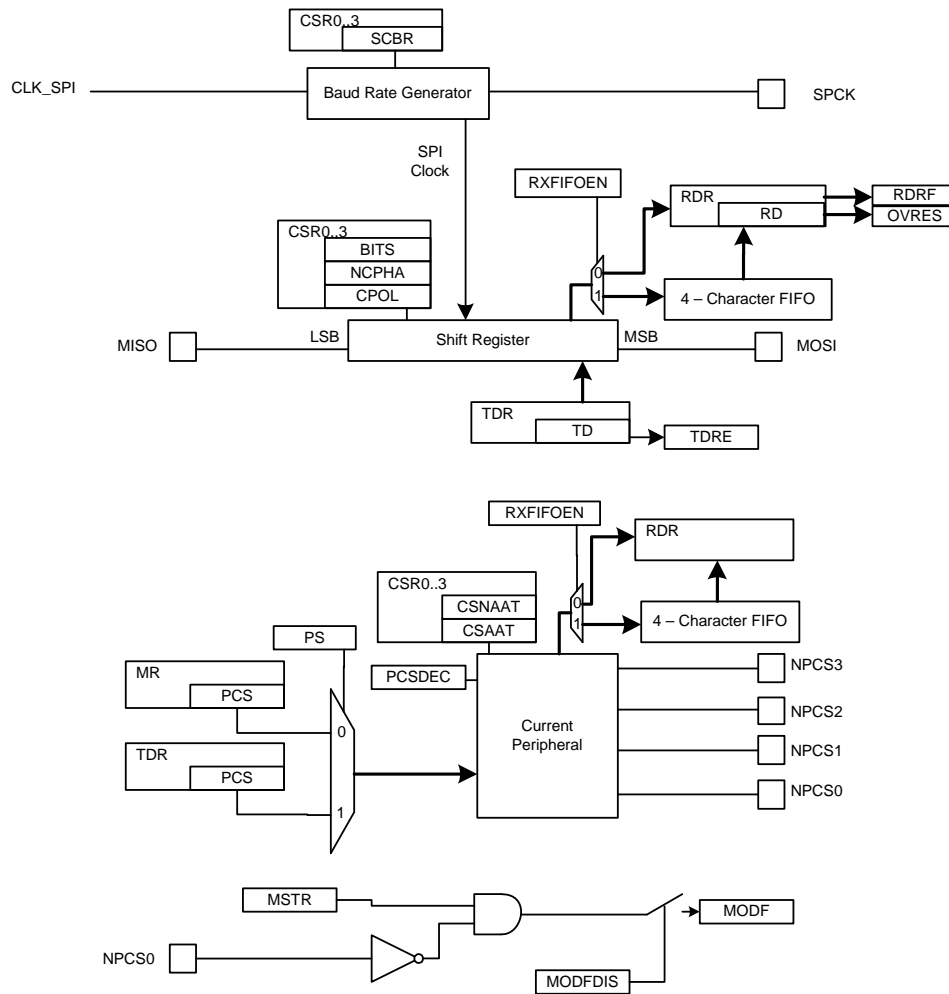 CSR0..3
SCBR
CLK_SPI
Baud Rate Generator
SPCK
SPI
Clock
RXFIFOEN
RDR
RD
RDRF
OVRES
CSR0..3
BITS
NCPHA
CPOL
0
1
4 – Character FIFO
MISO
LSB
Shift Register
MSB
MOSI
TDR
TD
TDRE
RXFIFOEN
RDR
CSR0..3
CSNAAT
CSAAT
0
1
4 – Character FIFO
PS
MR
PCS
PCSDEC
NPCS3
0
Current
Peripheral
NPCS2
TDR
PCS
NPCS1
1
NPCS0
MSTR
MODF
NPCS0
MODFDIS